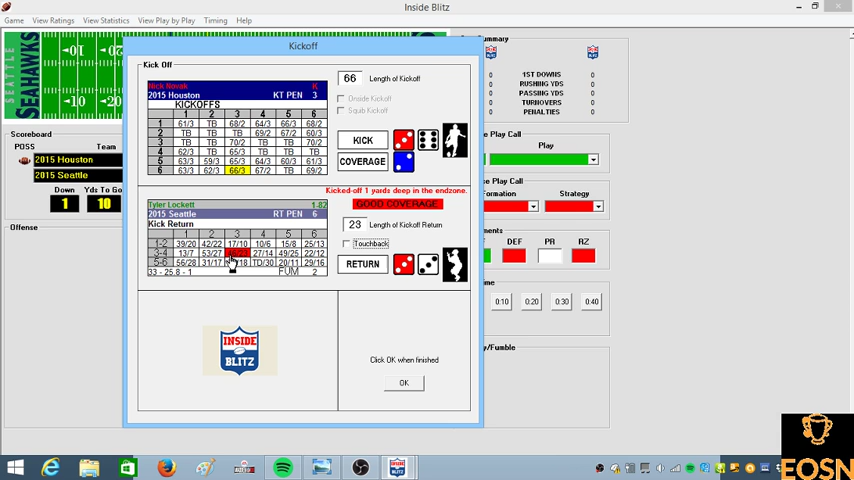 Inside Blitz
Game View Ratings View Statistics View Play by Play Timing Help
SEATTLE
SEAHAWKS
10 20
Kickoff
Kick Off
Nick Novak K
2015 Houston KT PEN 3
KICKOFFS
1 2 3 4 5 6
1 61/3 TB 68/2 64/3 66/3 68/2
2 TB TB TB 69/2 67/2 60/3
3 TB TB 70/2 TB TB 70/2
4 62/3 TB 65/3 TB TB TB
5 63/3 59/3 65/3 64/3 60/3 61/3
6 63/3 62/3 66/3 67/2 TB 69/2
66 Length of Kickoff
Onside Kickoff
Squib Kickoff
KICK
COVERAGE
Kicked-off 1 yards deep in the endzone.
GOOD COVERAGE
Tyler Lockett 1-82
2015 Seattle RT PEN 6
Kick Return
1 2 3 4 5 6
1-2 39/20 42/22 17/10 10/6 15/8 25/13
3-4 13/7 53/27 27/14 49/25 22/12
5-6 56/28 31/17 TD/30 20/11 29/16
33 - 25.8 - 1 FUM 2
23 Length of Kickoff Return
Touchback
RETURN
INSIDE
BLITZ
Click OK when finished
OK
Scoreboard
POSS Team
2015 Houston
2015 Seattle
Down Yds To Go
1 10
Offense
Summary
0 1ST DOWNS 0
0 RUSHING YDS 0
0 PASSING YDS 0
0 TURNOVERS 0
0 PENALTIES 0
Play Call
Play
Play Call
Formation Strategy
DEF PR RZ
0:10 0:20 0:30 0:40
/Fumble
EOSN